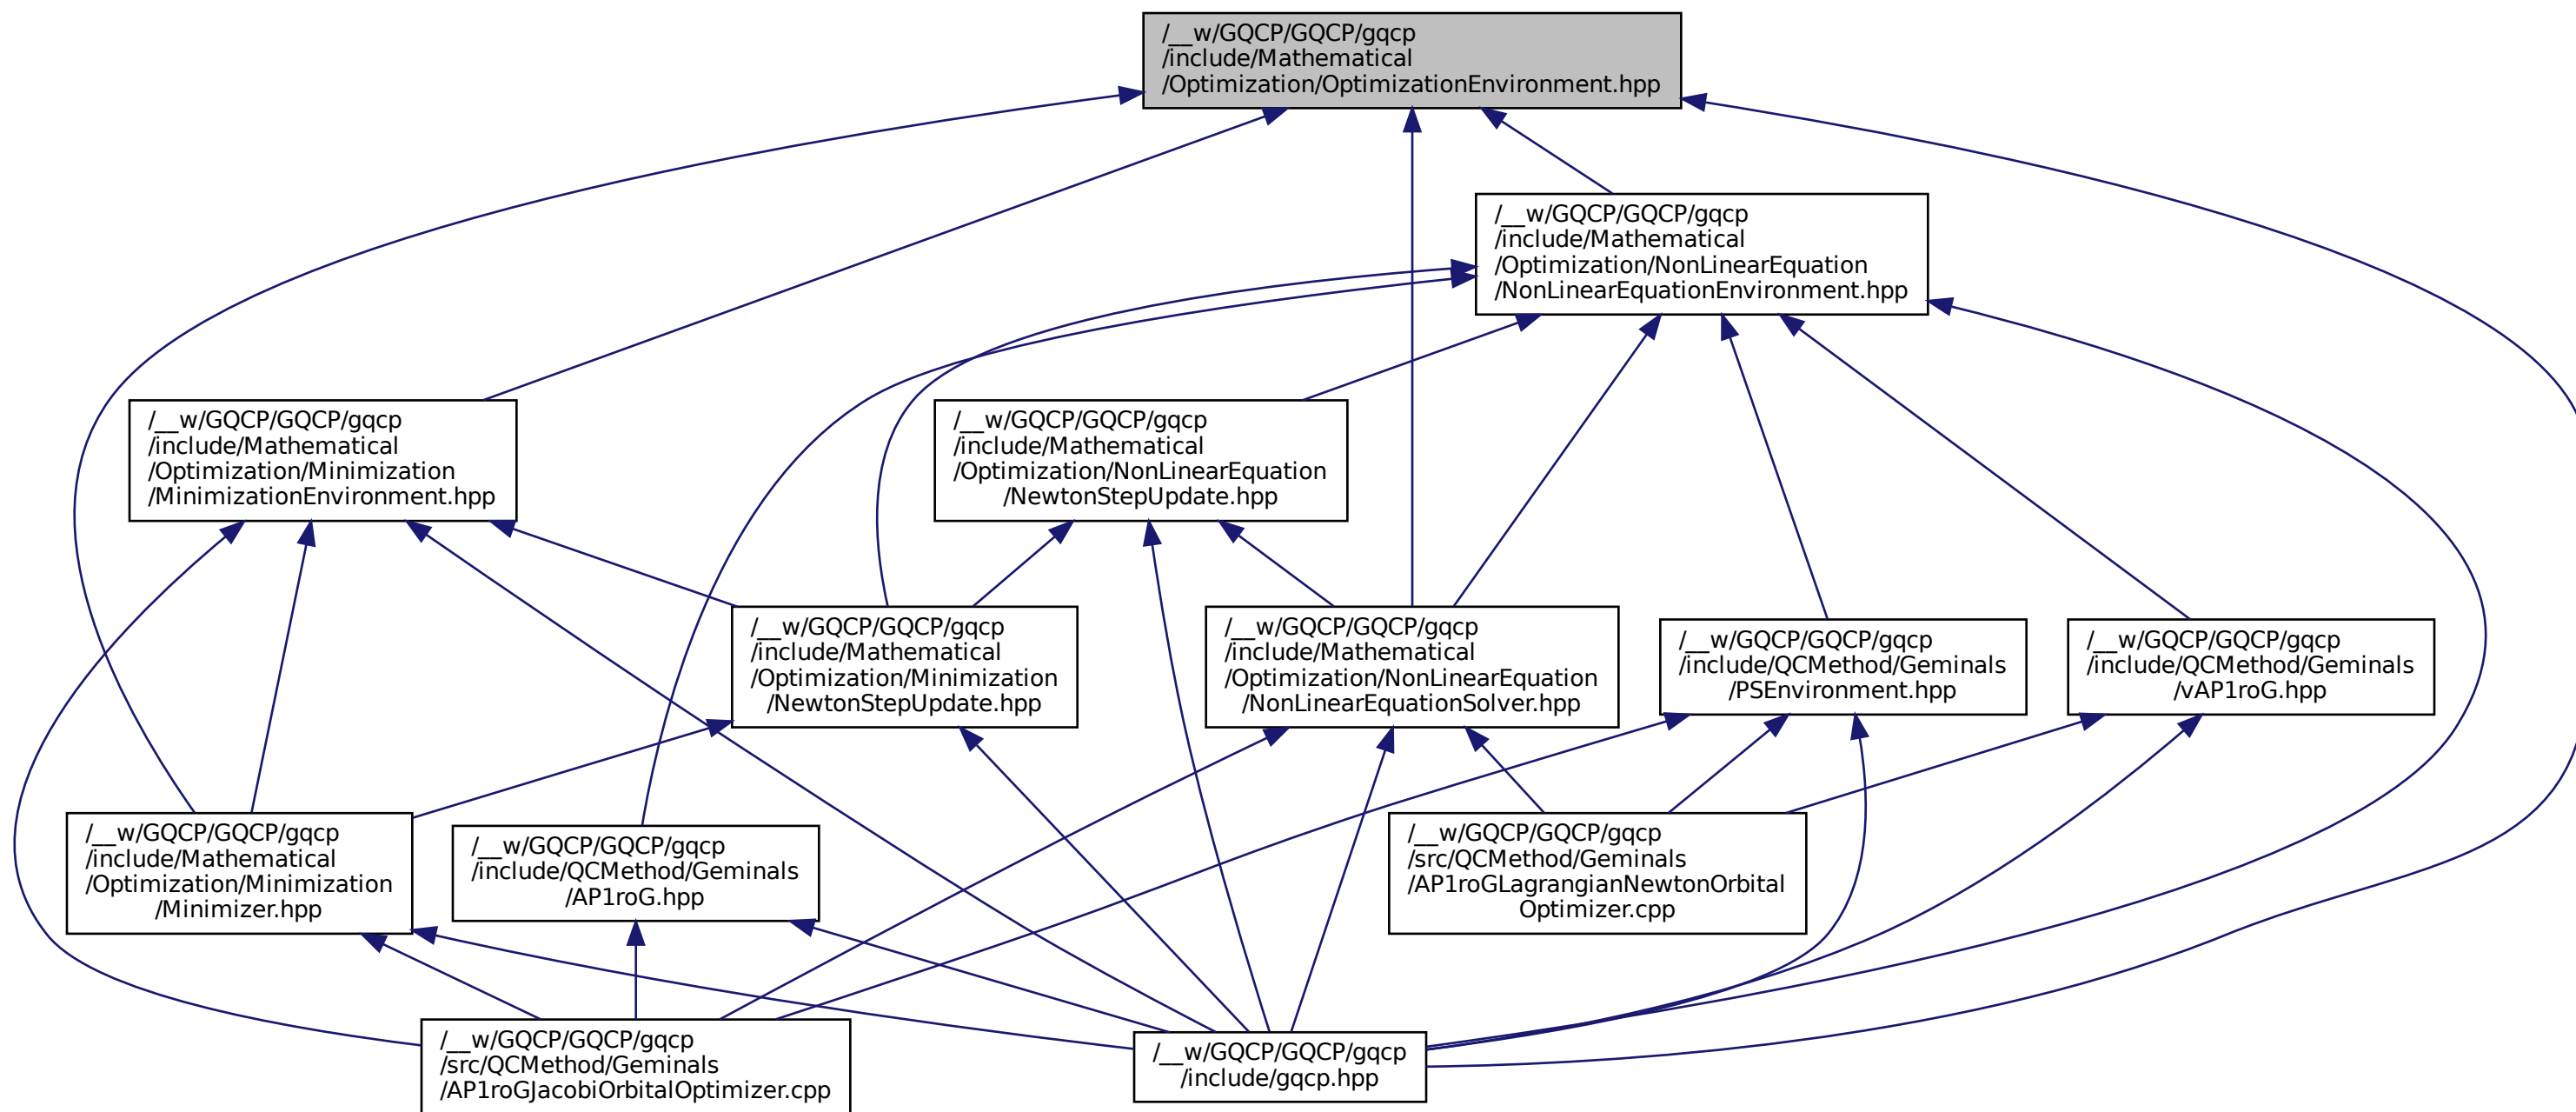 /__w/GQCP/GQCP/gqcp
/include/Mathematical
/Optimization/OptimizationEnvironment.hpp
/__w/GQCP/GQCP/gqcp
/include/Mathematical
/Optimization/NonLinearEquation
/NonLinearEquationEnvironment.hpp
/__w/GQCP/GQCP/gqcp
/include/Mathematical
/Optimization/Minimization
/MinimizationEnvironment.hpp
/__w/GQCP/GQCP/gqcp
/include/Mathematical
/Optimization/NonLinearEquation
/NewtonStepUpdate.hpp
/__w/GQCP/GQCP/gqcp
/include/Mathematical
/Optimization/Minimization
/NewtonStepUpdate.hpp
/__w/GQCP/GQCP/gqcp
/include/Mathematical
/Optimization/NonLinearEquation
/NonLinearEquationSolver.hpp
/__w/GQCP/GQCP/gqcp
/include/QCMethod/Geminals
/PSEnvironment.hpp
/__w/GQCP/GQCP/gqcp
/include/QCMethod/Geminals
/vAP1roG.hpp
/__w/GQCP/GQCP/gqcp
/include/Mathematical
/Optimization/Minimization
/Minimizer.hpp
/__w/GQCP/GQCP/gqcp
/include/QCMethod/Geminals
/AP1roG.hpp
/__w/GQCP/GQCP/gqcp
/src/QCMethod/Geminals
/AP1roGLagrangianNewtonOrbital
Optimizer.cpp
/__w/GQCP/GQCP/gqcp
/src/QCMethod/Geminals
/AP1roGJacobiOrbitalOptimizer.cpp
/__w/GQCP/GQCP/gqcp
/include/gqcp.hpp